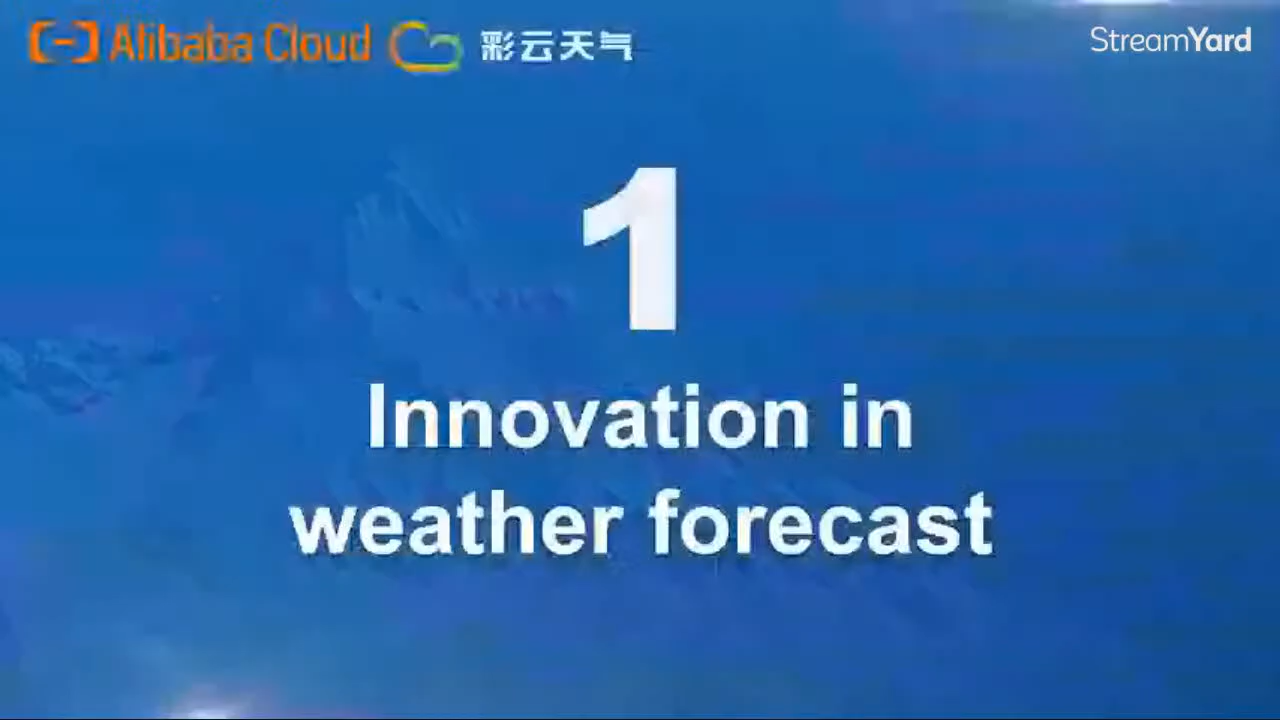 Alibaba Cloud 彩云天气 StreamYard
1
Innovation in
weather forecast